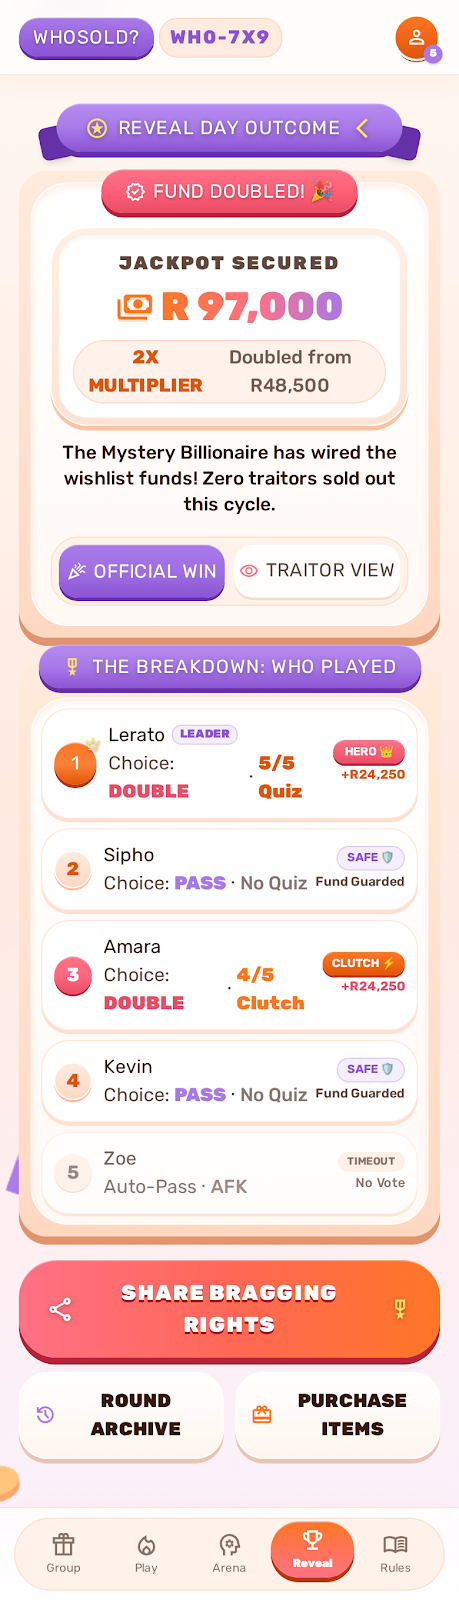 WHOSOLD? WHO-7X9
5
REVEAL DAY OUTCOME
FUND DOUBLED! 🎉
JACKPOT SECURED
R 97,000
2X MULTIPLIER
Doubled from R48,500
The Mystery Billionaire has wired the
wishlist funds! Zero traitors sold out
this cycle.
OFFICIAL WIN
TRAITOR VIEW
THE BREAKDOWN: WHO PLAYED
1
Lerato LEADER
Choice: DOUBLE · 5/5 Quiz
HERO 👑
+R24,250
2
Sipho
Choice: PASS · No Quiz
SAFE 🛡️
Fund Guarded
3
Amara
Choice: DOUBLE · 4/5 Clutch
CLUTCH ⚡
+R24,250
4
Kevin
Choice: PASS · No Quiz
SAFE 🛡️
Fund Guarded
5
Zoe
Auto-Pass · AFK
TIMEOUT
No Vote
SHARE BRAGGING
RIGHTS
ROUND
ARCHIVE
PURCHASE
ITEMS
Group
Play
Arena
Reveal
Rules